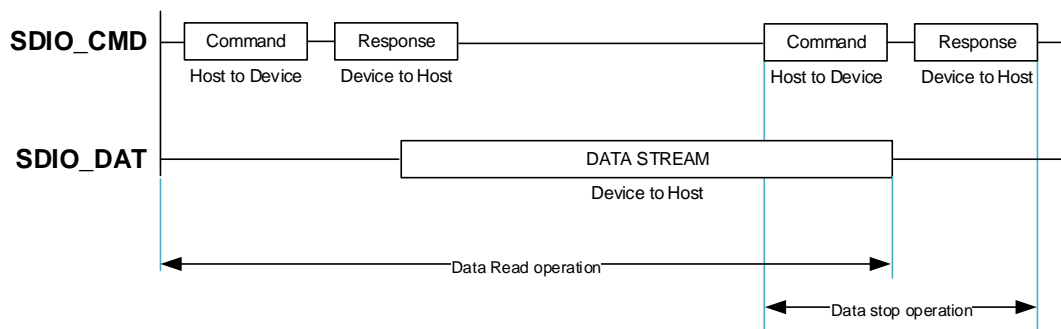 SDIO_CMD
Command
Response
Command
Response
Host to Device
Device to Host
Host to Device
Device to Host
SDIO_DAT
DATA STREAM
Device to Host
Data Read operation
Data stop operation